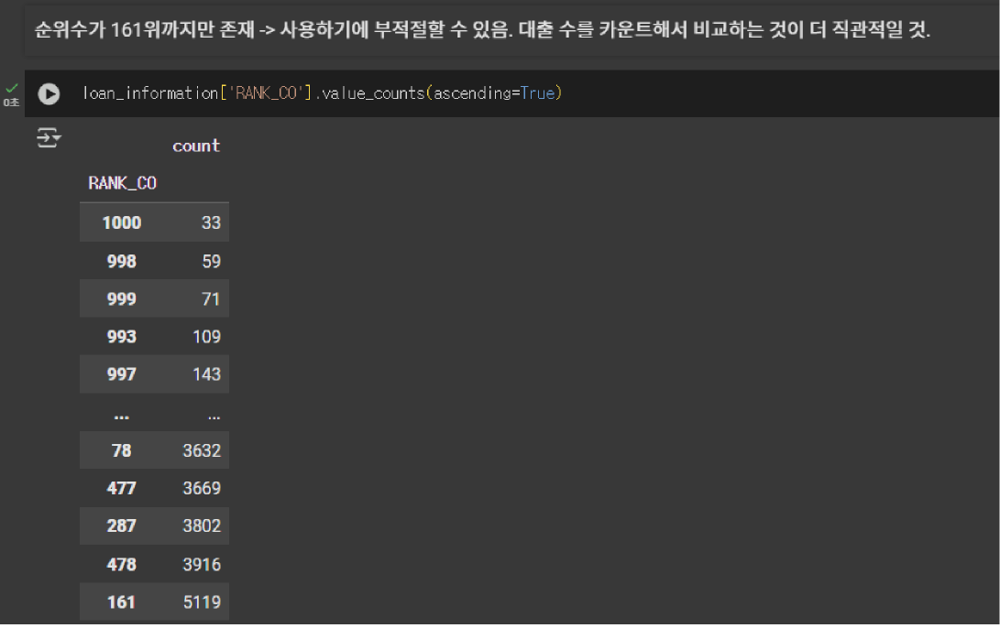 순위수가 161위까지만 존재 -> 사용하기에 부적절할 수 있음. 대출 수를 카운트해서 비교하는 것이 더 직관적일 것.
0초
loan_information['RANK_CO'].value_counts(ascending=True)
count
RANK_CO
1000 33
998 59
999 71
993 109
997 143
... ...
78 3632
477 3669
287 3802
478 3916
161 5119